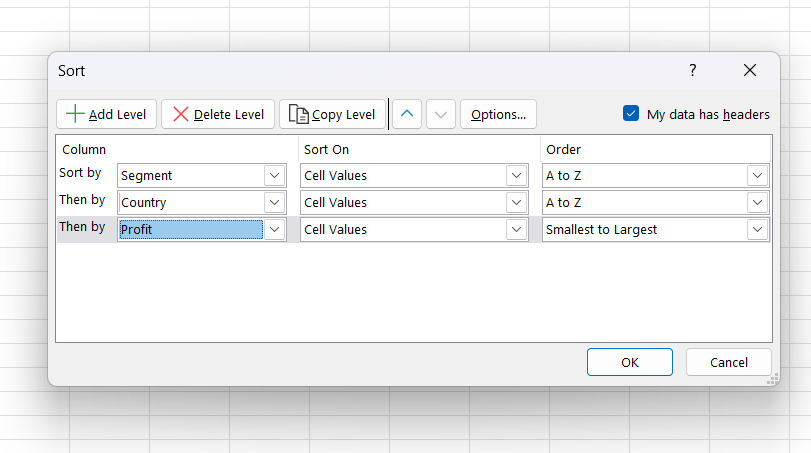 Sort ?
Add Level Delete Level Copy Level Options... My data has headers
Column Sort On Order
Sort by Segment Cell Values A to Z
Then by Country Cell Values A to Z
Then by Profit Cell Values Smallest to Largest
OK Cancel